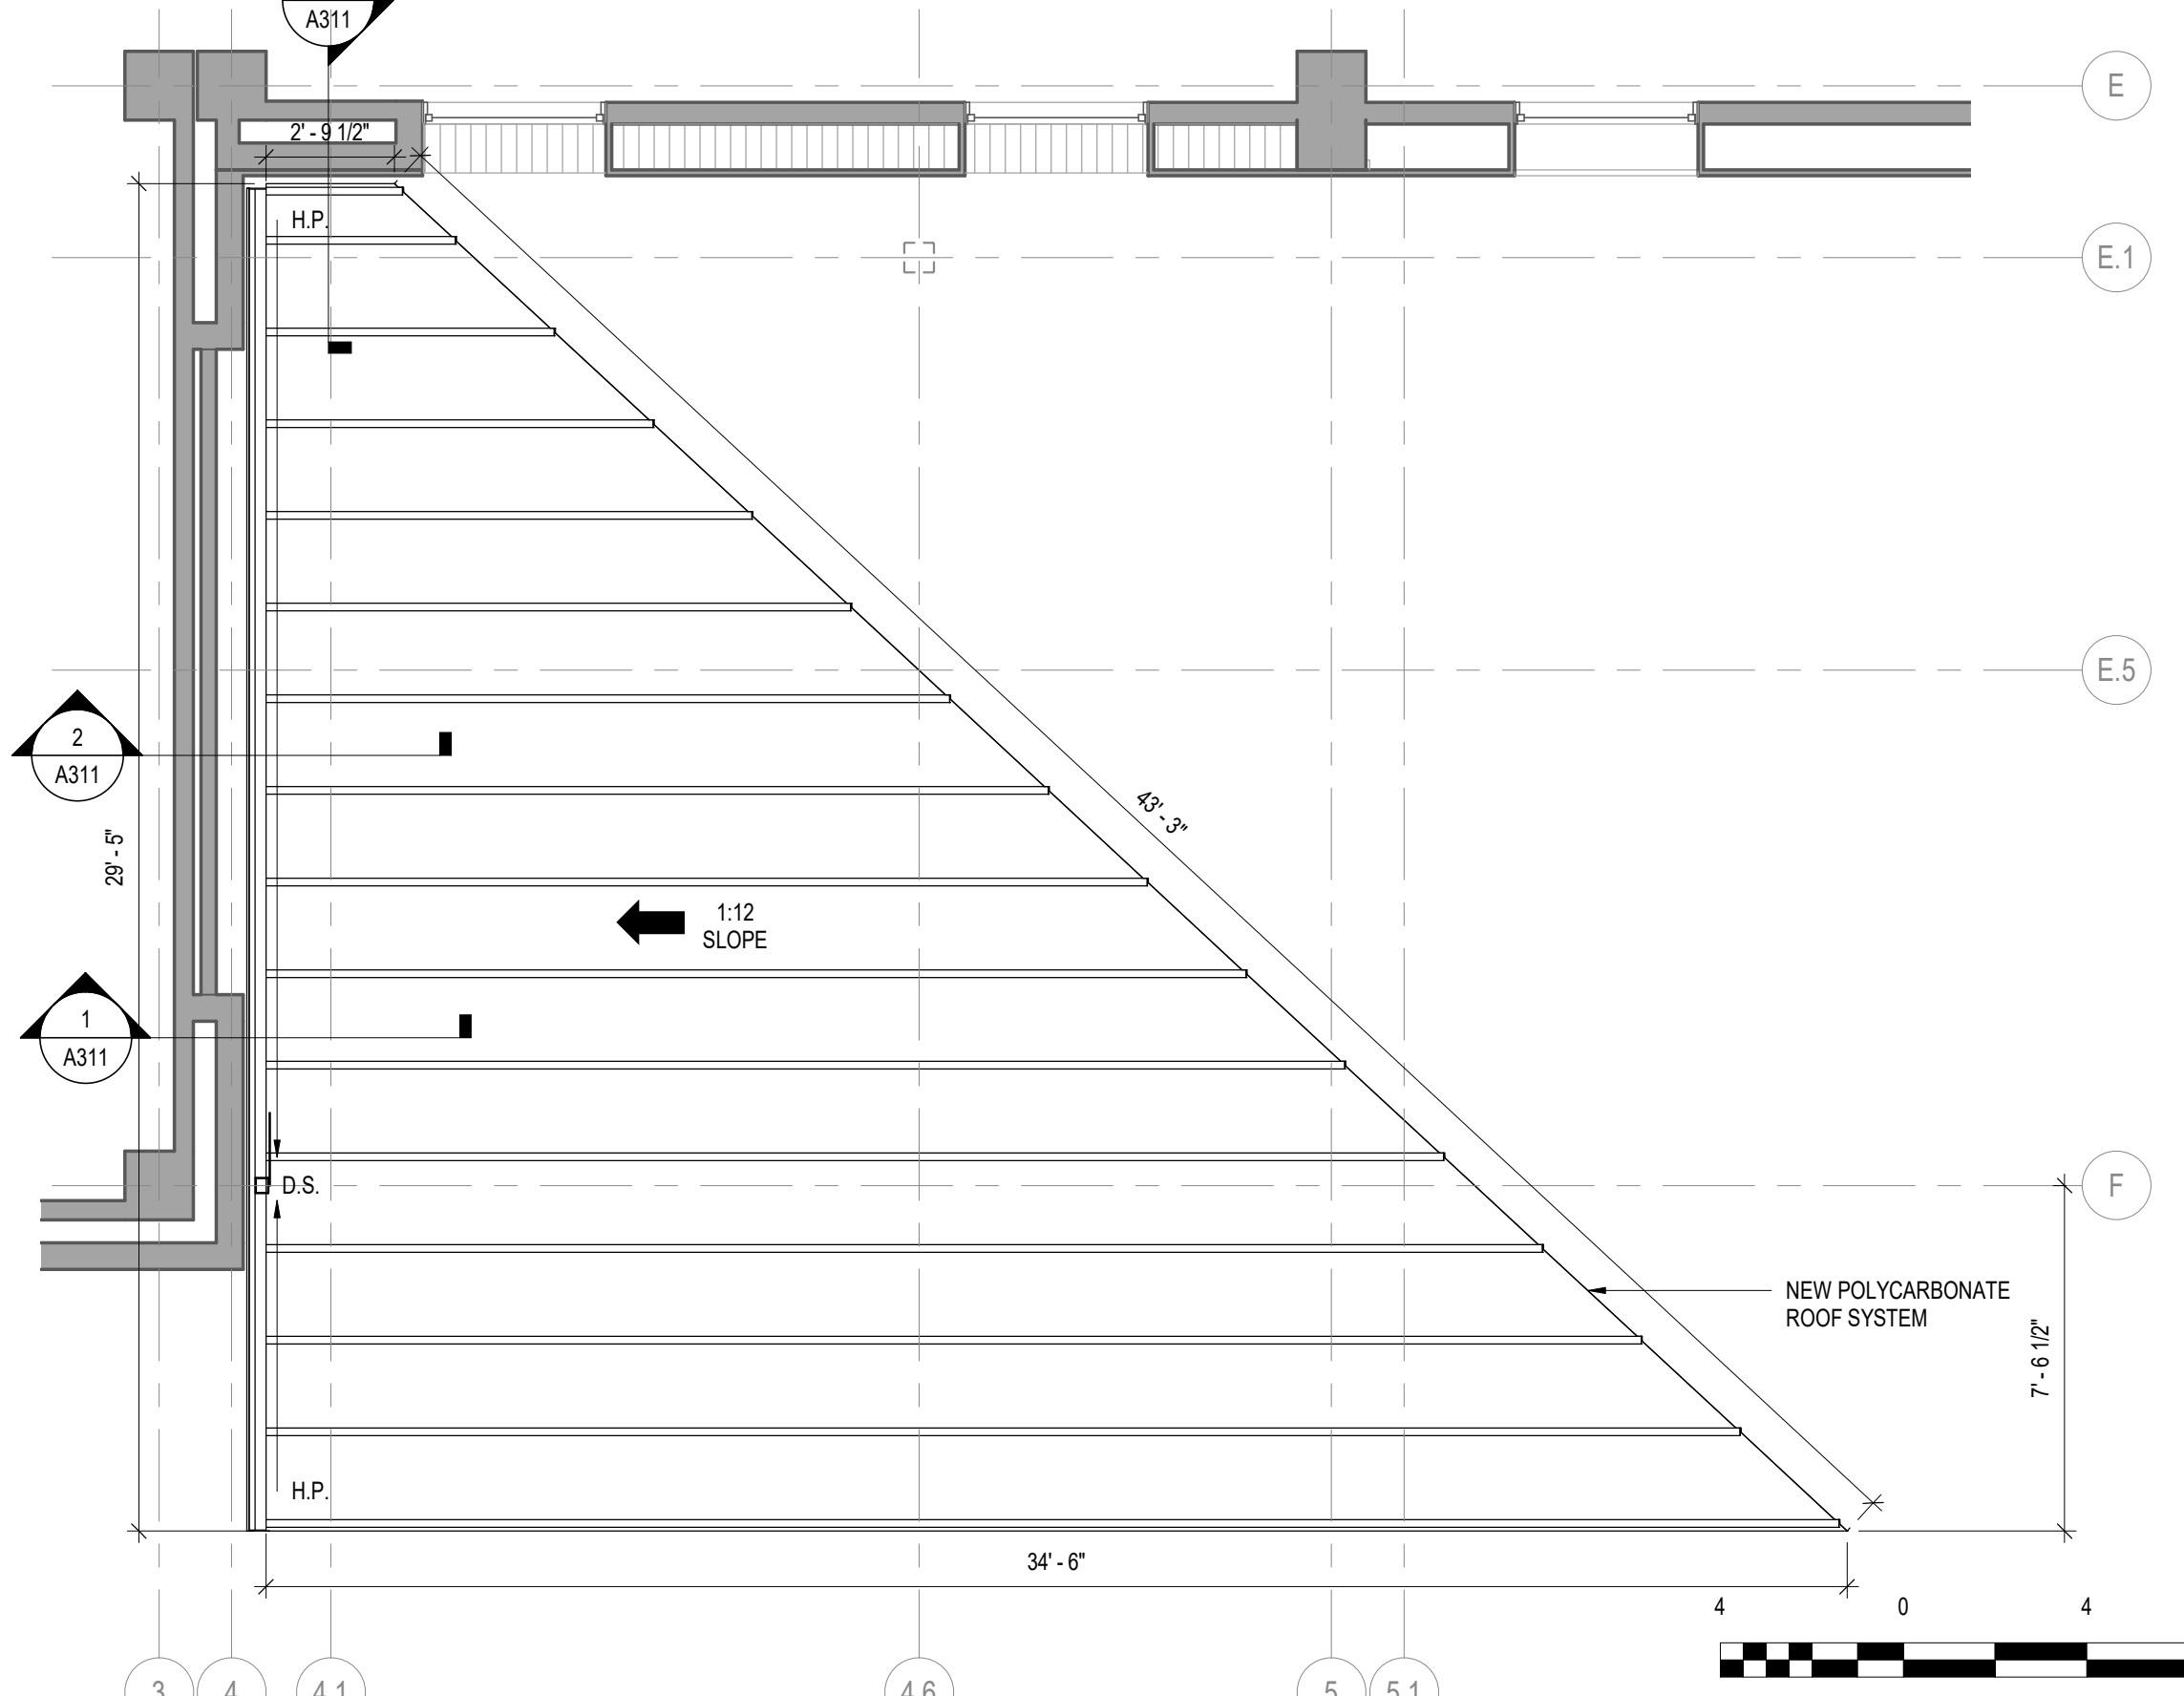 A311
E
2' - 9 1/2"
H.P.
E.1
E.5
2
A311
43' - 3"
29' - 5"
1:12
SLOPE
1
A311
D.S.
F
NEW POLYCARBONATE
ROOF SYSTEM
7' - 6 1/2"
H.P.
34' - 6"
4 0 4
3 4 4.1 4.6 5 5.1